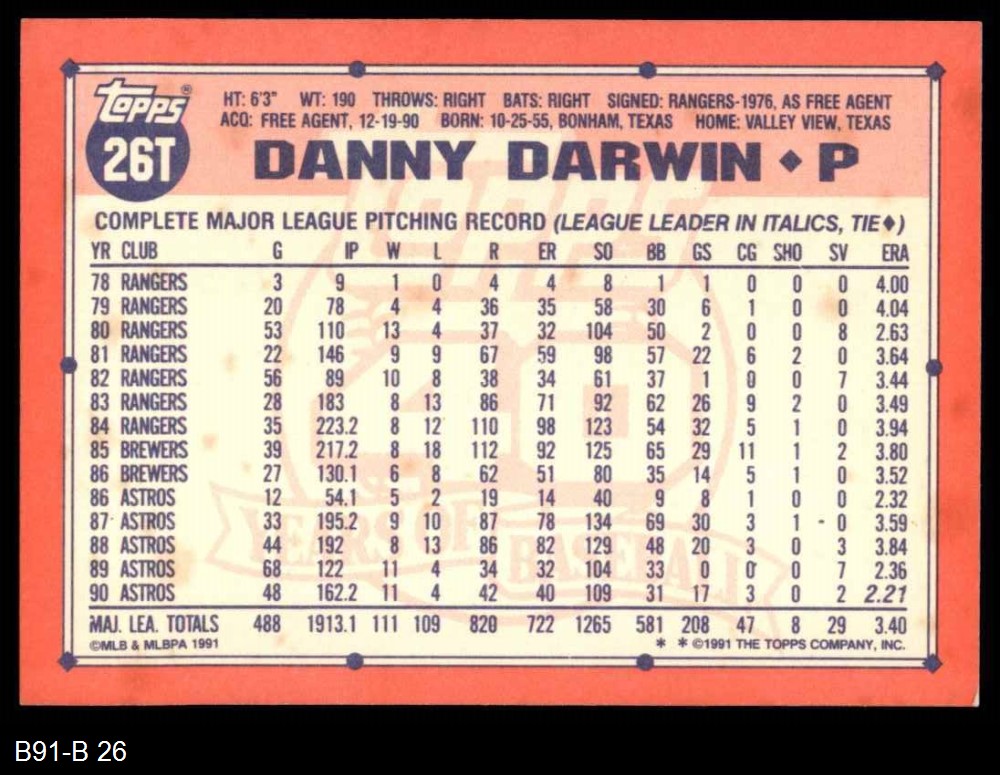 Topps®
26T
HT: 6'3" WT: 190 THROWS: RIGHT BATS: RIGHT SIGNED: RANGERS-1976, AS FREE AGENT
ACQ: FREE AGENT, 12-19-90 BORN: 10-25-55, BONHAM, TEXAS HOME: VALLEY VIEW, TEXAS
DANNY DARWIN ◆ P
COMPLETE MAJOR LEAGUE PITCHING RECORD (LEAGUE LEADER IN ITALICS, TIE◆)
YR CLUB G IP W L R ER SO BB GS CG SHO SV ERA
78 RANGERS 3 9 1 0 4 4 8 1 1 0 0 0 4.00
79 RANGERS 20 78 4 4 36 35 58 30 6 1 0 0 4.04
80 RANGERS 53 110 13 4 37 32 104 50 2 0 0 8 2.63
81 RANGERS 22 146 9 9 67 59 98 57 22 6 2 0 3.64
82 RANGERS 56 89 10 8 38 34 61 37 1 0 0 7 3.44
83 RANGERS 28 183 8 13 86 71 92 62 26 9 2 0 3.49
84 RANGERS 35 223.2 8 12 110 98 123 54 32 5 1 0 3.94
85 BREWERS 39 217.2 8 18 112 92 125 65 29 11 1 2 3.80
86 BREWERS 27 130.1 6 8 62 51 80 35 14 5 1 0 3.52
86 ASTROS 12 54.1 5 2 19 14 40 9 8 1 0 0 2.32
87 ASTROS 33 195.2 9 10 87 78 134 69 30 3 1 0 3.59
88 ASTROS 44 192 8 13 86 82 129 48 20 3 0 3 3.84
89 ASTROS 68 122 11 4 34 32 104 33 0 0 0 7 2.36
90 ASTROS 48 162.2 11 4 42 40 109 31 17 3 0 2 2.21
MAJ. LEA. TOTALS 488 1913.1 111 109 820 722 1265 581 208 47 8 29 3.40
©MLB & MLBPA 1991 * * ©1991 THE TOPPS COMPANY, INC.
TOPPS
40
YEARS OF BASEBALL
B91-B 26